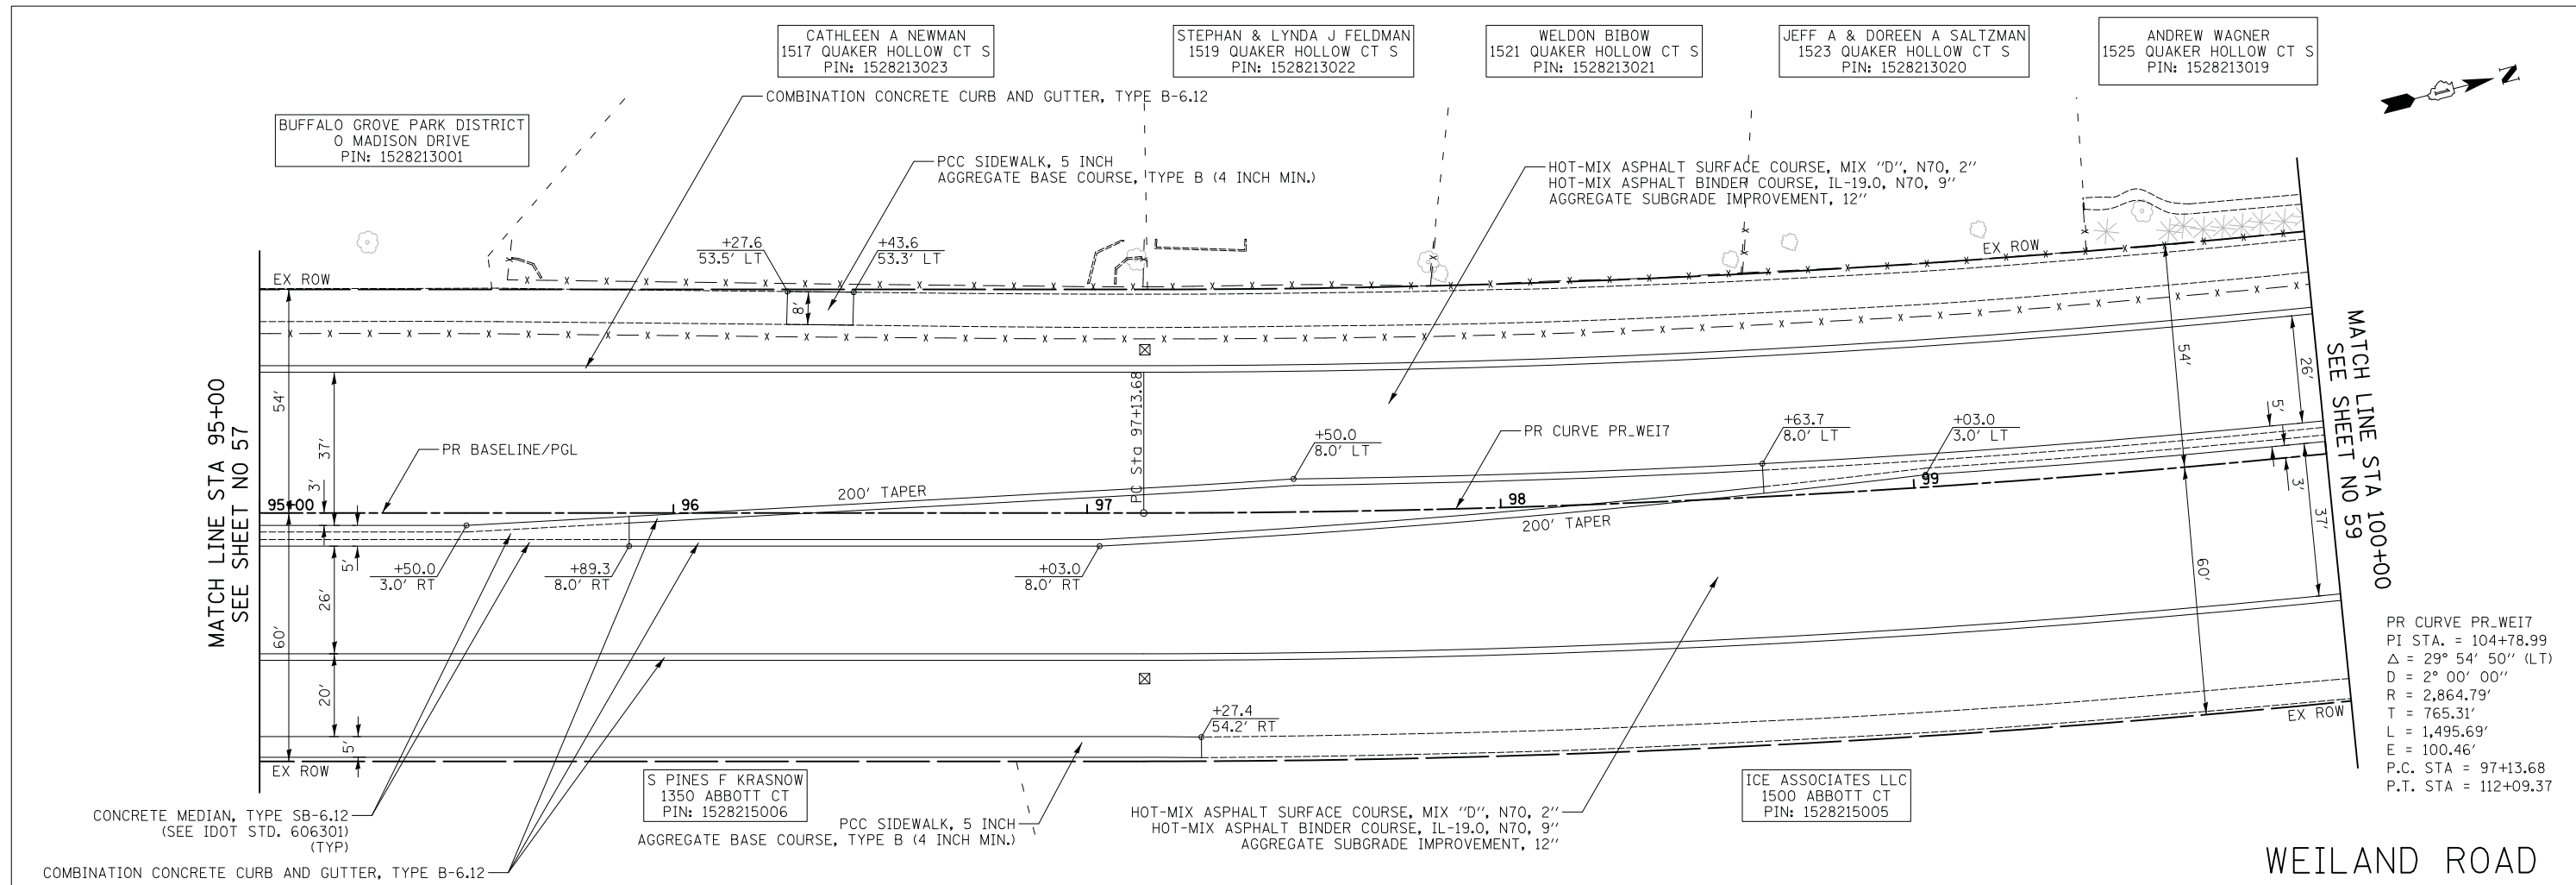 CATHLEEN A NEWMAN
1517 QUAKER HOLLOW CT S
PIN: 1528213023
STEPHAN & LYNDA J FELDMAN
1519 QUAKER HOLLOW CT S
PIN: 1528213022
WELDON BIBOW
1521 QUAKER HOLLOW CT S
PIN: 1528213021
JEFF A & DOREEN A SALTZMAN
1523 QUAKER HOLLOW CT S
PIN: 1528213020
ANDREW WAGNER
1525 QUAKER HOLLOW CT S
PIN: 1528213019
N
BUFFALO GROVE PARK DISTRICT
0 MADISON DRIVE
PIN: 1528213001
COMBINATION CONCRETE CURB AND GUTTER, TYPE B-6.12
PCC SIDEWALK, 5 INCH
AGGREGATE BASE COURSE, TYPE B (4 INCH MIN.)
HOT-MIX ASPHALT SURFACE COURSE, MIX "D", N70, 2"
HOT-MIX ASPHALT BINDER COURSE, IL-19.0, N70, 9"
AGGREGATE SUBGRADE IMPROVEMENT, 12"
EX ROW
+27.6
53.5' LT
+43.6
53.3' LT
8'
EX ROW
MATCH LINE STA 95+00
SEE SHEET NO 57
54'
37'
3'
PR BASELINE/PGL
95+00
96
97
98
99
200' TAPER
PC Sta 97+13.68
+50.0
8.0' LT
PR CURVE PR_WEI7
+63.7
8.0' LT
+03.0
3.0' LT
200' TAPER
54'
26'
5'
3'
37'
60'
MATCH LINE STA 100+00
SEE SHEET NO 59
+50.0
3.0' RT
+89.3
8.0' RT
+03.0
8.0' RT
5'
26'
60'
20'
5'
EX ROW
+27.4
54.2' RT
EX ROW
PR CURVE PR_WEI7
PI STA. = 104+78.99
Δ = 29° 54' 50" (LT)
D = 2° 00' 00"
R = 2,864.79'
T = 765.31'
L = 1,495.69'
E = 100.46'
P.C. STA = 97+13.68
P.T. STA = 112+09.37
CONCRETE MEDIAN, TYPE SB-6.12
(SEE IDOT STD. 606301)
(TYP)
COMBINATION CONCRETE CURB AND GUTTER, TYPE B-6.12
S PINES F KRASNOW
1350 ABBOTT CT
PIN: 1528215006
PCC SIDEWALK, 5 INCH
AGGREGATE BASE COURSE, TYPE B (4 INCH MIN.)
HOT-MIX ASPHALT SURFACE COURSE, MIX "D", N70, 2"
HOT-MIX ASPHALT BINDER COURSE, IL-19.0, N70, 9"
AGGREGATE SUBGRADE IMPROVEMENT, 12"
ICE ASSOCIATES LLC
1500 ABBOTT CT
PIN: 1528215005
WEILAND ROAD